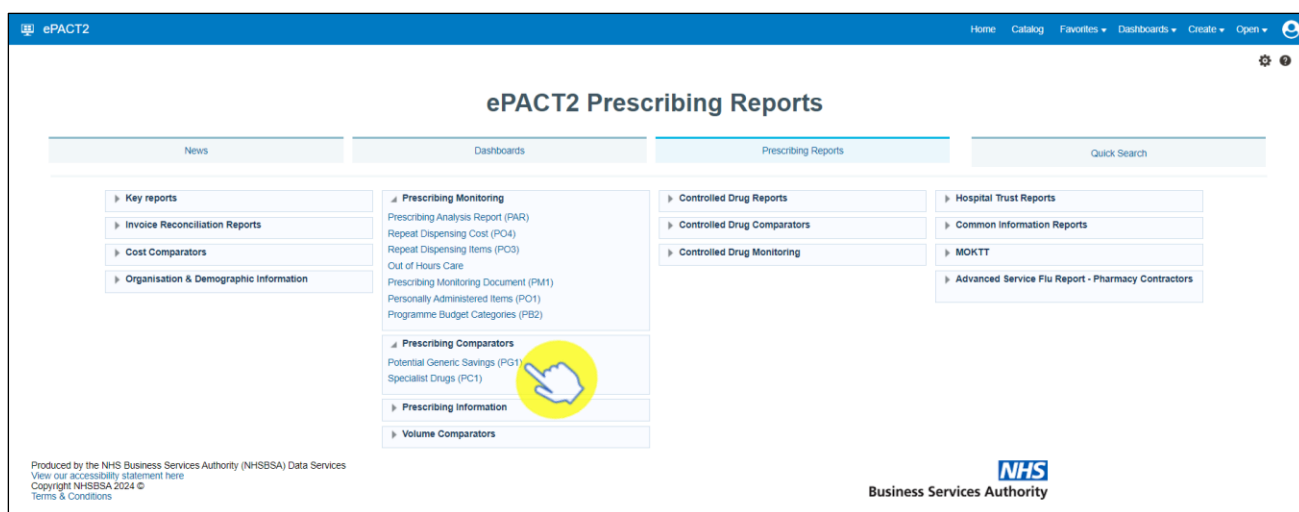 ePACT2
Home Catalog Favorites Dashboards Create Open
ePACT2 Prescribing Reports
News
Dashboards
Prescribing Reports
Quick Search
Key reports
Invoice Reconciliation Reports
Cost Comparators
Organisation & Demographic Information
Prescribing Monitoring
Prescribing Analysis Report (PAR)
Repeat Dispensing Cost (PO4)
Repeat Dispensing Items (PO3)
Out of Hours Care
Prescribing Monitoring Document (PM1)
Personally Administered Items (PO1)
Programme Budget Categories (PB2)
Prescribing Comparators
Potential Generic Savings (PG1)
Specialist Drugs (PC1)
Prescribing Information
Volume Comparators
Controlled Drug Reports
Controlled Drug Comparators
Controlled Drug Monitoring
Hospital Trust Reports
Common Information Reports
MOKTT
Advanced Service Flu Report - Pharmacy Contractors
Produced by the NHS Business Services Authority (NHSBSA) Data Services
View our accessibility statement here
Copyright NHSBSA 2024 ©
Terms & Conditions
NHS
Business Services Authority